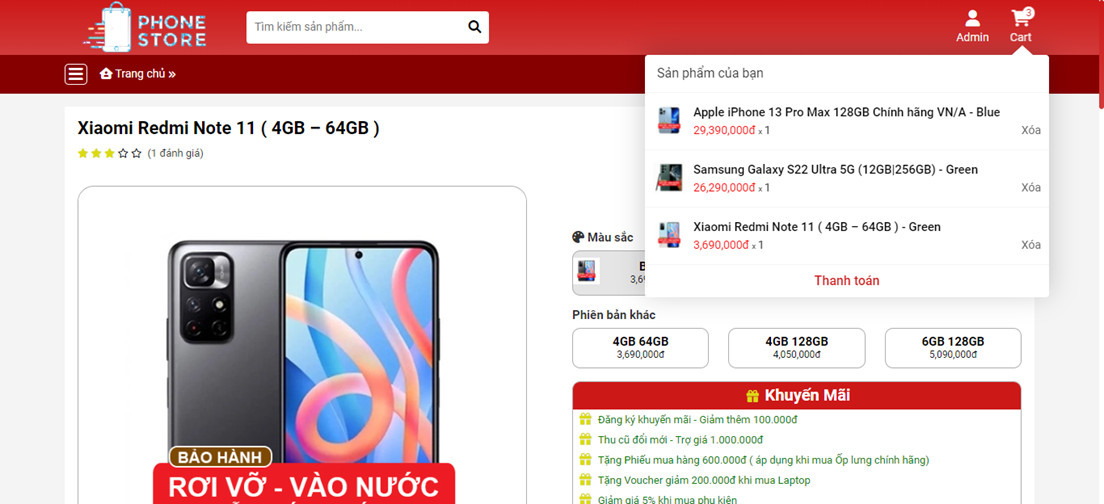 PHONE
STORE
Tìm kiếm sản phẩm...
Admin
3
Cart
Trang chủ »
Sản phẩm của bạn
Apple iPhone 13 Pro Max 128GB Chính hãng VN/A - Blue
29,390,000đ x 1
Xóa
Samsung Galaxy S22 Ultra 5G (12GB|256GB) - Green
26,290,000đ x 1
Xóa
Xiaomi Redmi Note 11 ( 4GB – 64GB ) - Green
3,690,000đ x 1
Xóa
Thanh toán
Xiaomi Redmi Note 11 ( 4GB – 64GB )
(1 đánh giá)
BẢO HÀNH
RƠI VỠ - VÀO NƯỚC
Màu sắc
Phiên bản khác
4GB 64GB
3,690,000đ
4GB 128GB
4,050,000đ
6GB 128GB
5,090,000đ
Khuyến Mãi
Đăng ký khuyến mãi - Giảm thêm 100.000đ
Thu cũ đổi mới - Trợ giá 1.000.000đ
Tặng Phiếu mua hàng 600.000đ ( áp dụng khi mua Ốp lưng chính hãng)
Tặng Voucher giảm 200.000đ khi mua Laptop
Giảm giá 5% khi mua phụ kiện